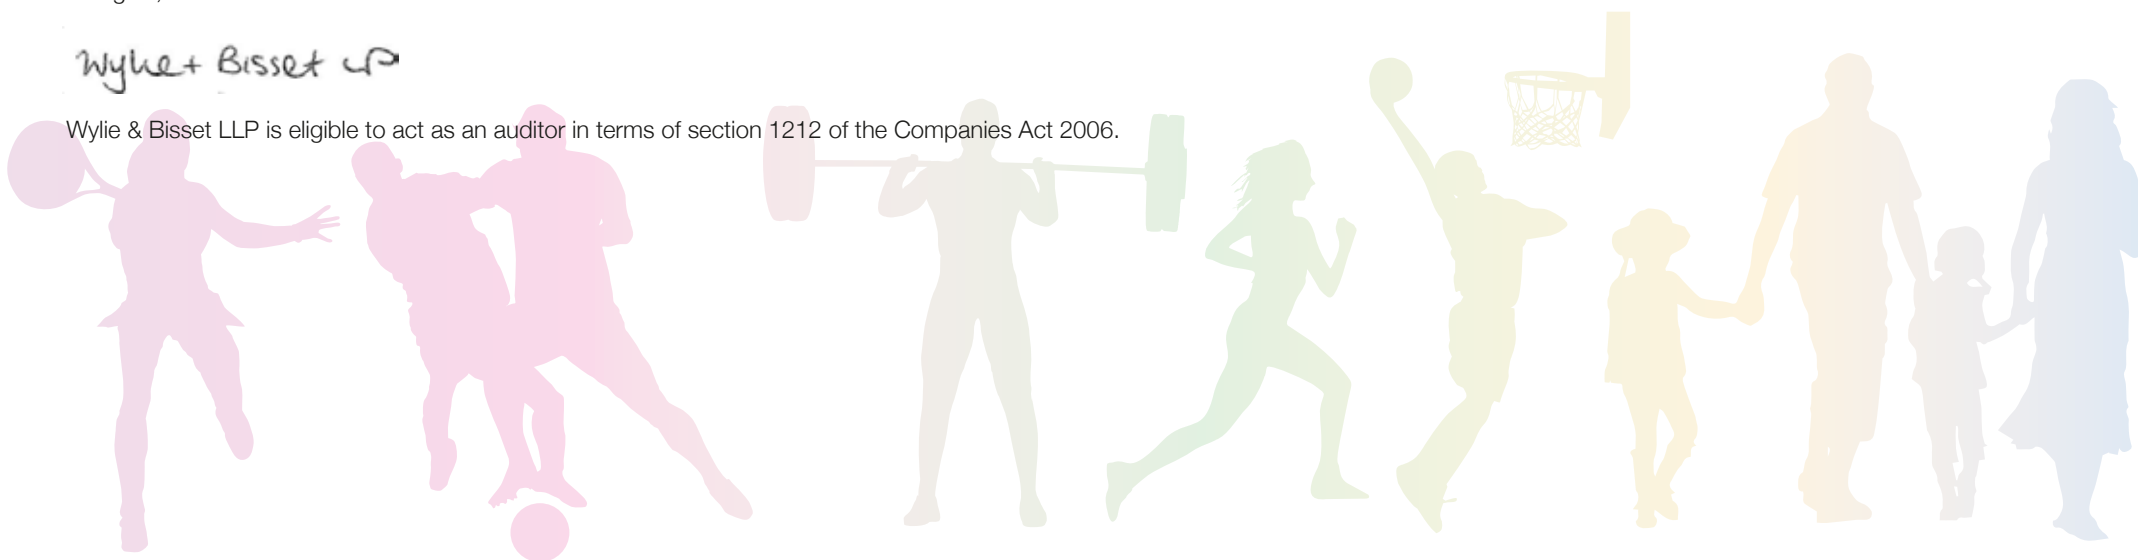 Wylie + Bisset LLP
Wylie & Bisset LLP is eligible to act as an auditor in terms of section 1212 of the Companies Act 2006.